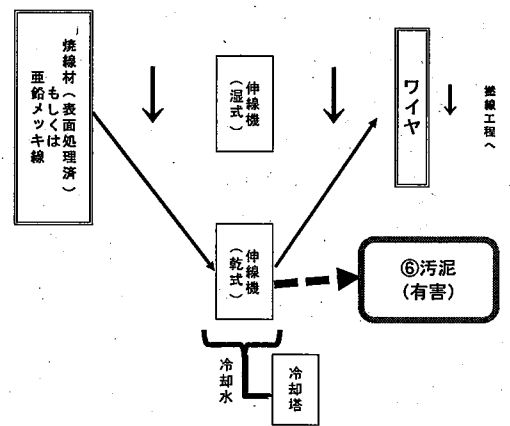 焼線材（表面処理済）
もしくは
亜鉛メッキ線
伸線機
（湿式）
ワイヤ
撚線工程へ
伸線機
（乾式）
⑥汚泥
(有害)
冷却水
冷却塔